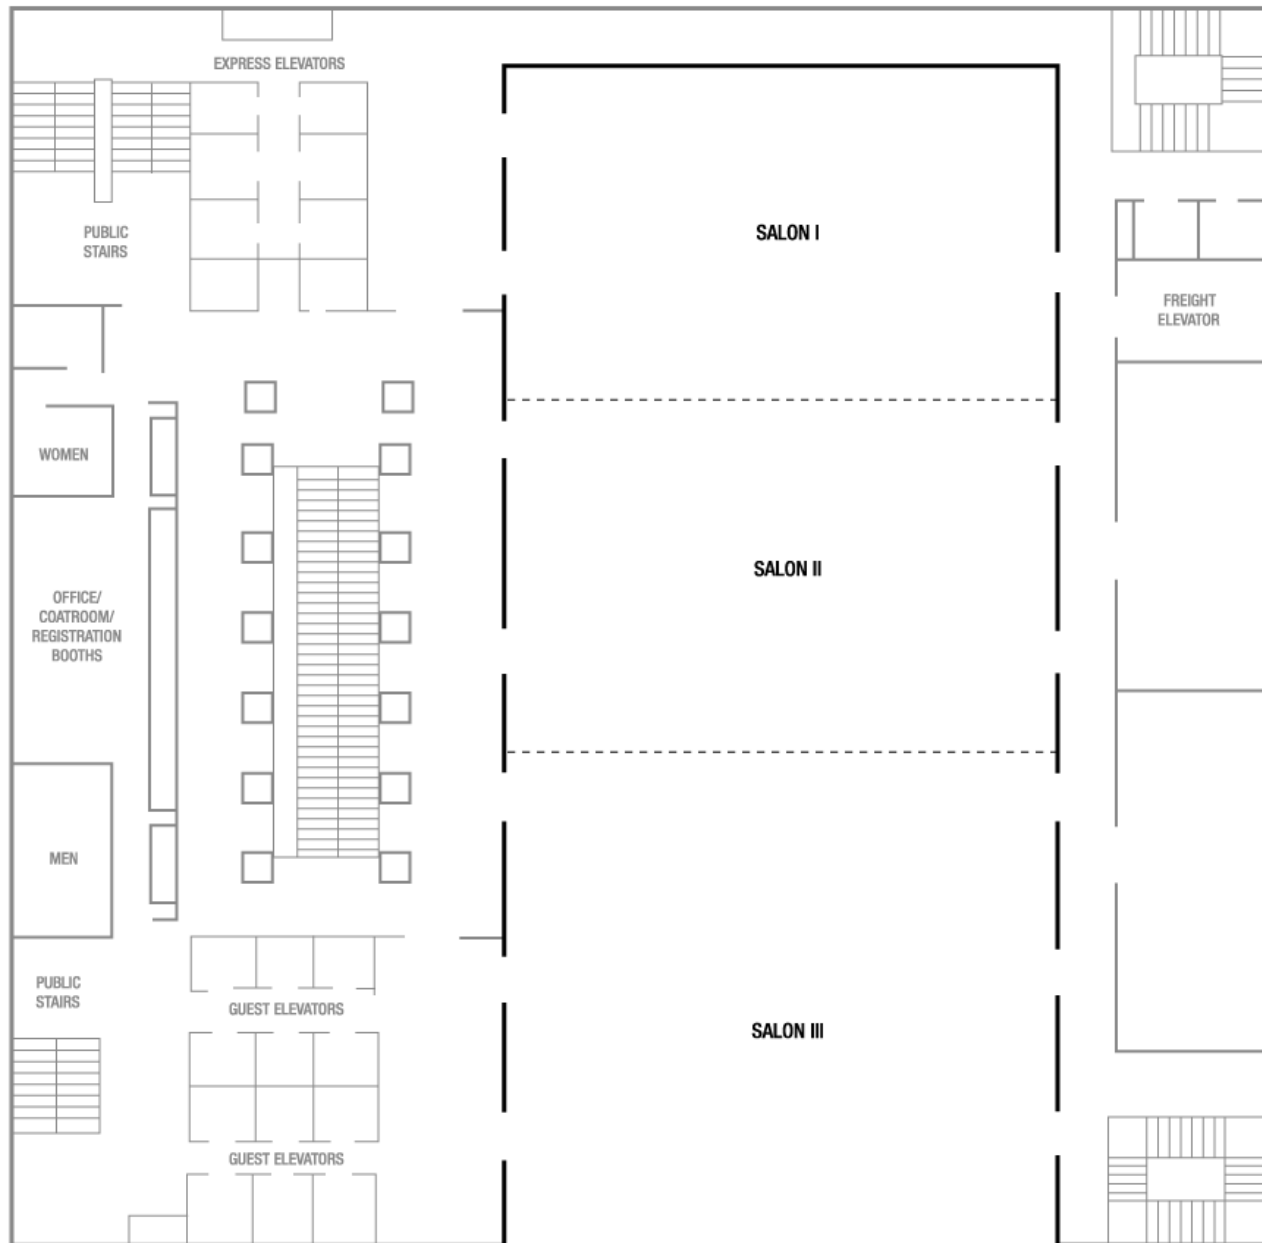 EXPRESS ELEVATORS
PUBLIC
STAIRS
SALON I
FREIGHT
ELEVATOR
WOMEN
SALON II
OFFICE/
COATROOM/
REGISTRATION
BOOTHS
MEN
PUBLIC
STAIRS
GUEST ELEVATORS
SALON III
GUEST ELEVATORS